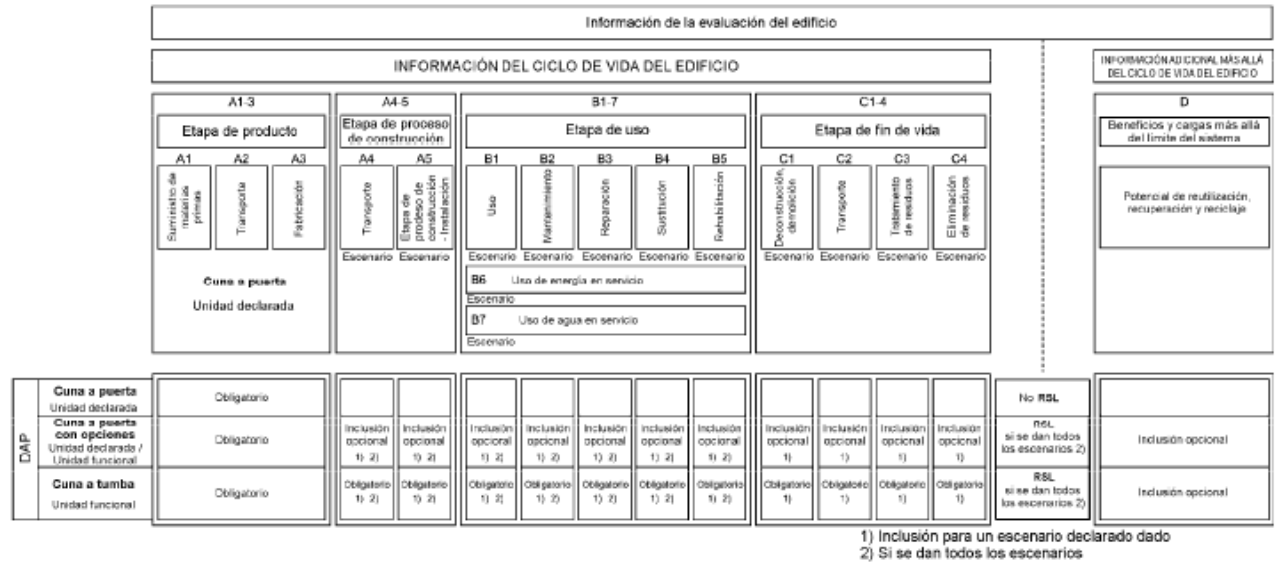 Información de la evaluación del edificio
INFORMACIÓN DEL CICLO DE VIDA DEL EDIFICIO
INFORMACIÓN ADICIONAL MÁS ALLÁ
DEL CICLO DE VIDA DEL EDIFICIO
A1-3
A4-5
B1-7
C1-4
D
Etapa de producto
Etapa de proceso
de construcción
Etapa de uso
Etapa de fin de vida
Beneficios y cargas más allá
del límite del sistema
A1
A2
A3
A4
A5
B1
B2
B3
B4
B5
C1
C2
C3
C4
Suministro de
materias
primas
Transporte
Fabricación
Transporte
Etapa de
proceso de
construcción
- Instalación
Uso
Mantenimiento
Reparación
Sustitución
Rehabilitación
Deconstrucción,
demolición
Transporte
Tratamiento
de residuos
Eliminación
de residuos
Potencial de reutilización,
recuperación y reciclaje
Escenario Escenario
Escenario Escenario Escenario Escenario Escenario
Escenario Escenario Escenario Escenario
Cuna a puerta
Unidad declarada
B6 Uso de energía en servicio
Escenario
B7 Uso de agua en servicio
Escenario
DAP
Cuna a puerta
Unidad declarada
Obligatorio
No RSL
Cuna a puerta
con opciones
Unidad declarada /
Unidad funcional
Obligatorio
Inclusión
opcional
1) 2)
Inclusión
opcional
1) 2)
Inclusión
opcional
1) 2)
Inclusión
opcional
1) 2)
Inclusión
opcional
1) 2)
Inclusión
opcional
1) 2)
Inclusión
opcional
1) 2)
Inclusión
opcional
1)
Inclusión
opcional
1)
Inclusión
opcional
1)
Inclusión
opcional
1)
RSL
si se dan todos
los escenarios 2)
Inclusión opcional
Cuna a tumba
Unidad funcional
Obligatorio
Obligatorio
1) 2)
Obligatorio
1) 2)
Obligatorio
1) 2)
Obligatorio
1) 2)
Obligatorio
1) 2)
Obligatorio
1) 2)
Obligatorio
1) 2)
Obligatorio
1)
Obligatorio
1)
Obligatorio
1)
Obligatorio
1)
RSL
si se dan todos
los escenarios 2)
Inclusión opcional
1) Inclusión para un escenario declarado dado
2) Si se dan todos los escenarios